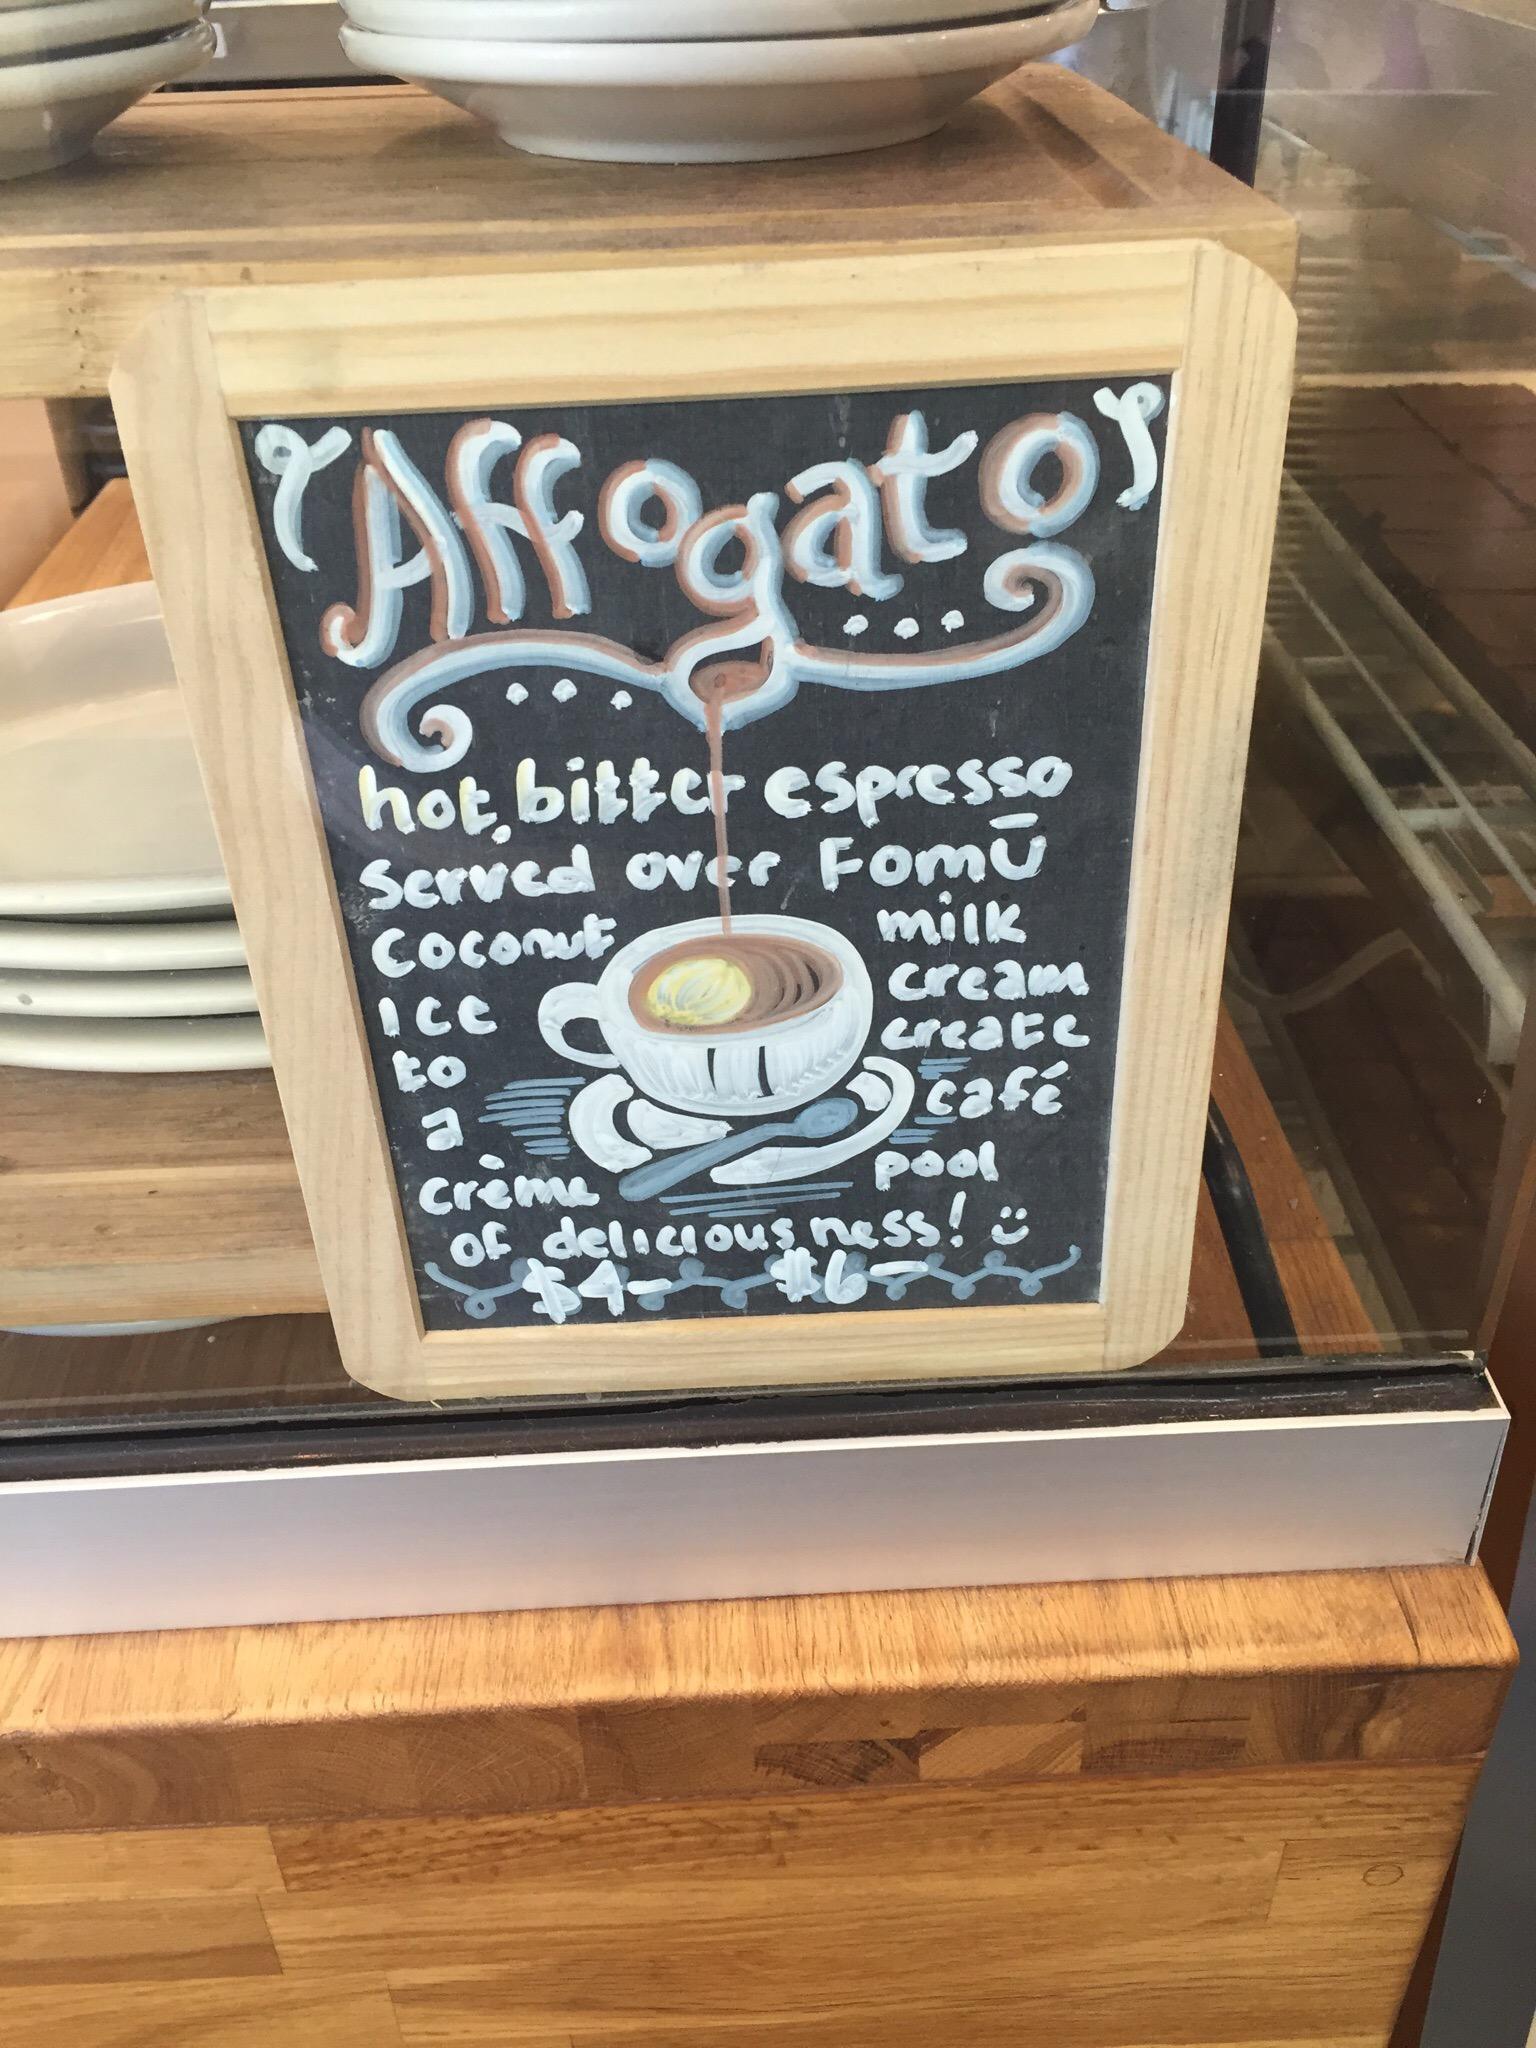 Affogato
hot, bitter espresso
served over Fomū
coconut milk
ice cream
to create
a café
crème pool
of deliciousness! :)
$4- $6-